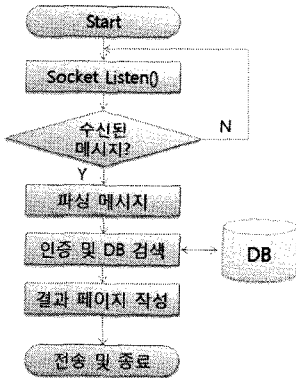 Start
Socket Listen()
수신된
메시지?
N
Y
파싱 메시지
인증 및 DB 검색
DB
결과 페이지 작성
전송 및 종료